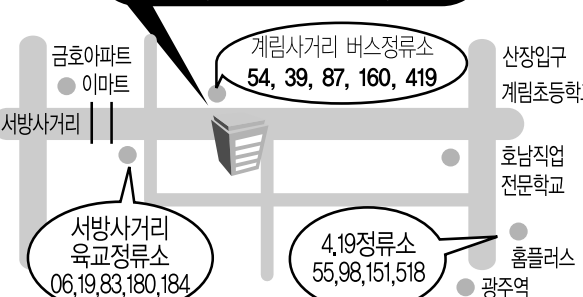 계림사거리 버스정류소
54, 39, 87, 160, 419
금호아파트
이마트
서방사거리
산장입구
계림초등학교
호남직업
전문학교
서방사거리
육교정류소
06,19,83,180,184
4.19정류소
55,98,151,518
홈플러스
광주역